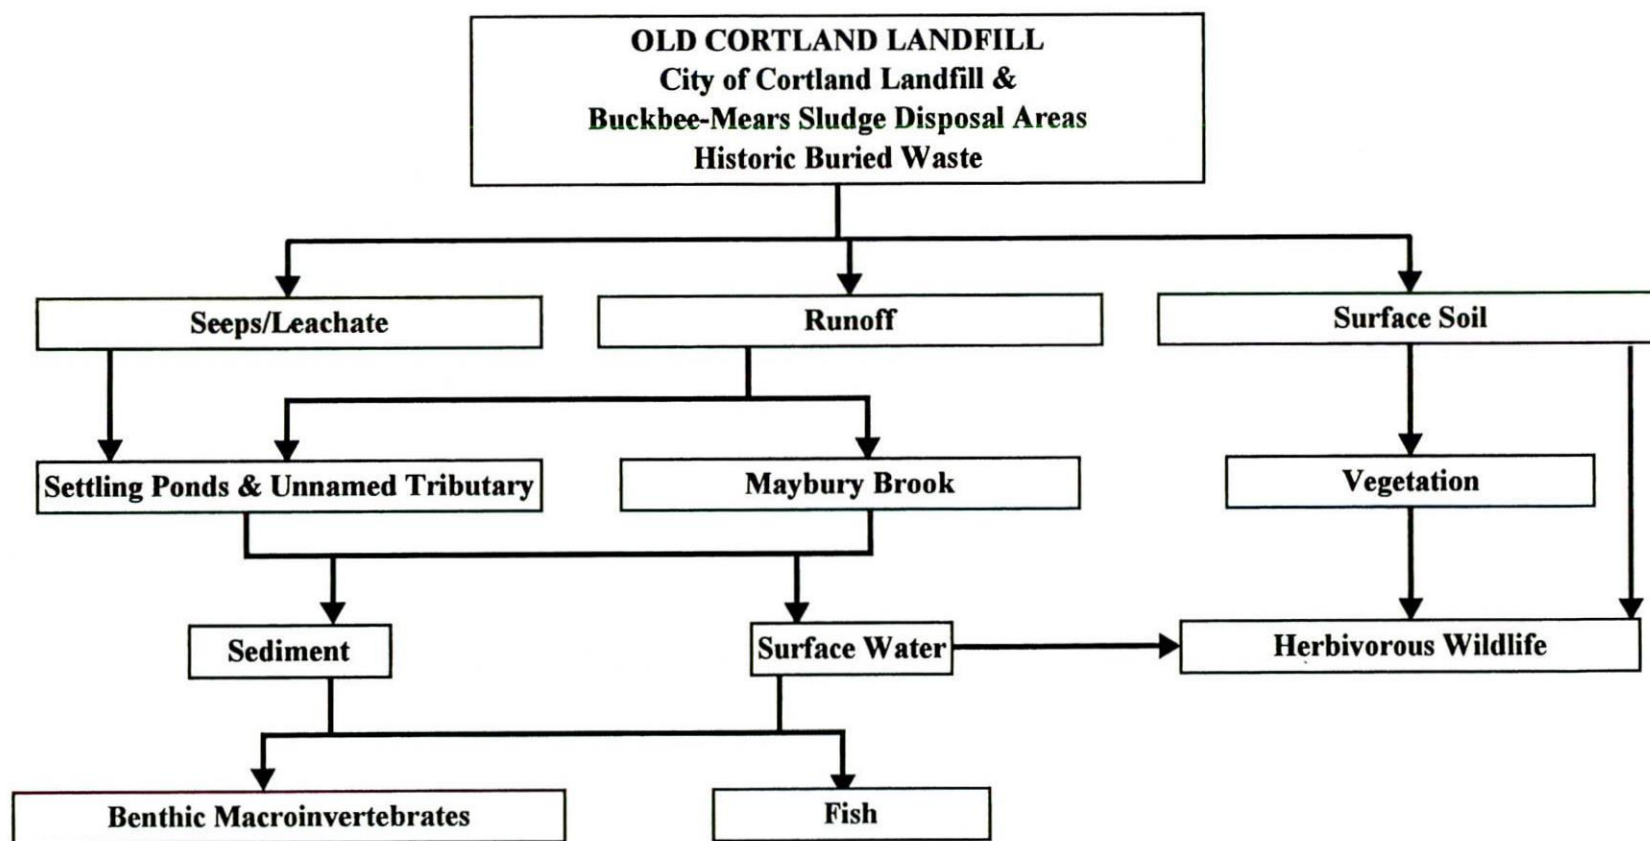 OLD CORTLAND LANDFILL
City of Cortland Landfill &
Buckbee-Mears Sludge Disposal Areas
Historic Buried Waste
Seeps/Leachate
Runoff
Surface Soil
Settling Ponds & Unnamed Tributary
Maybury Brook
Vegetation
Sediment
Surface Water
Herbivorous Wildlife
Benthic Macroinvertebrates
Fish